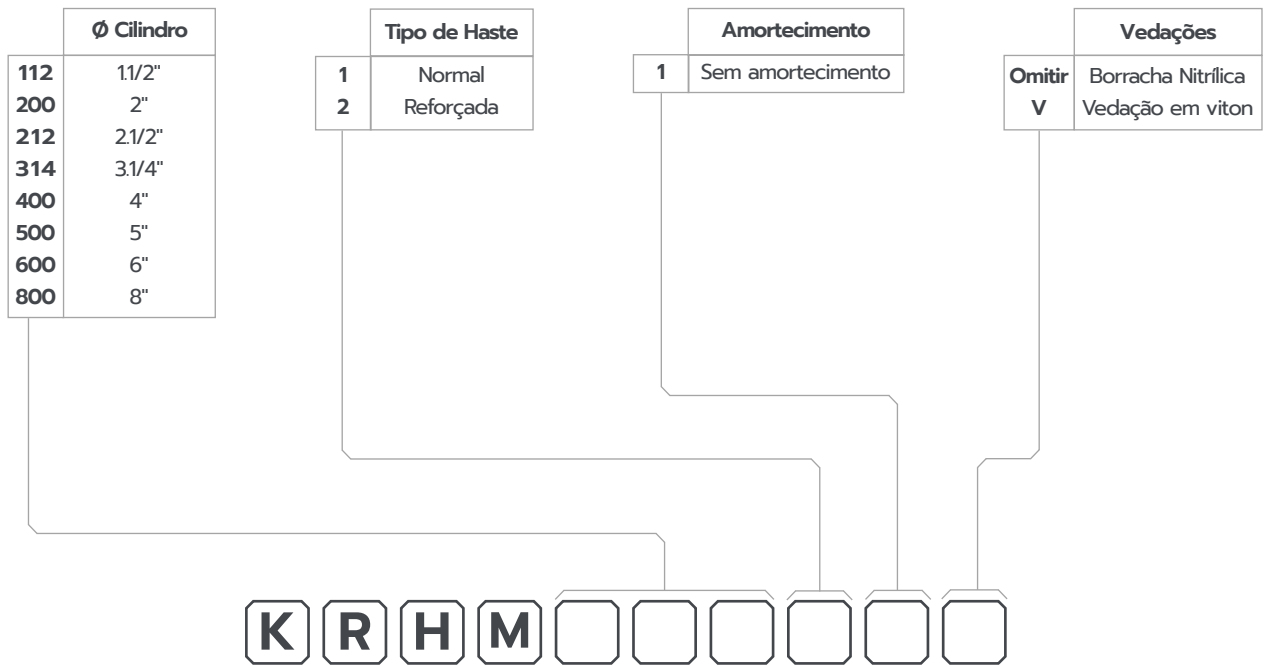 Ø Cilindro
112 1.1/2"
200 2"
212 2.1/2"
314 3.1/4"
400 4"
500 5"
600 6"
800 8"
Tipo de Haste
1 Normal
2 Reforçada
Amortecimento
1 Sem amortecimento
Vedações
Omitir Borracha Nitrílica
V Vedação em viton
K R H M